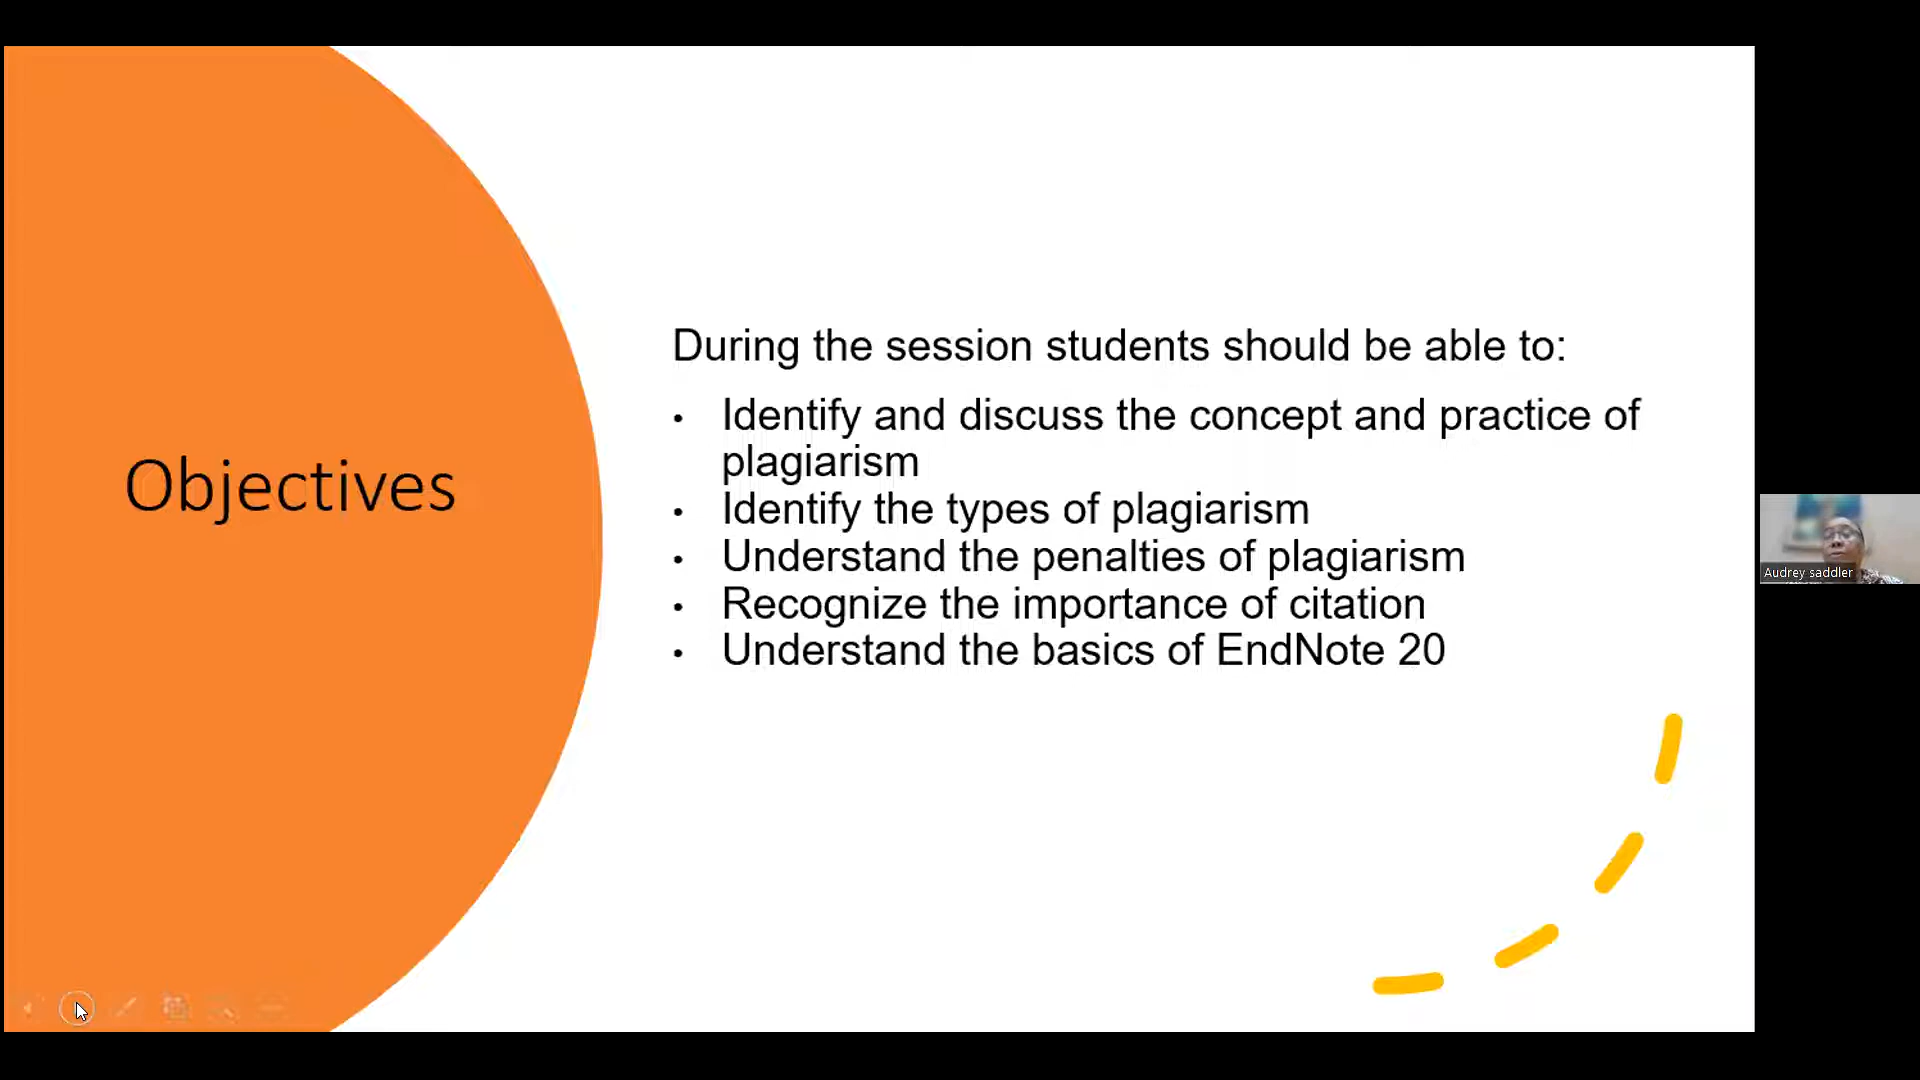 Objectives
During the session students should be able to:
• Identify and discuss the concept and practice of
plagiarism
• Identify the types of plagiarism
• Understand the penalties of plagiarism
• Recognize the importance of citation
• Understand the basics of EndNote 20
Audrey saddler